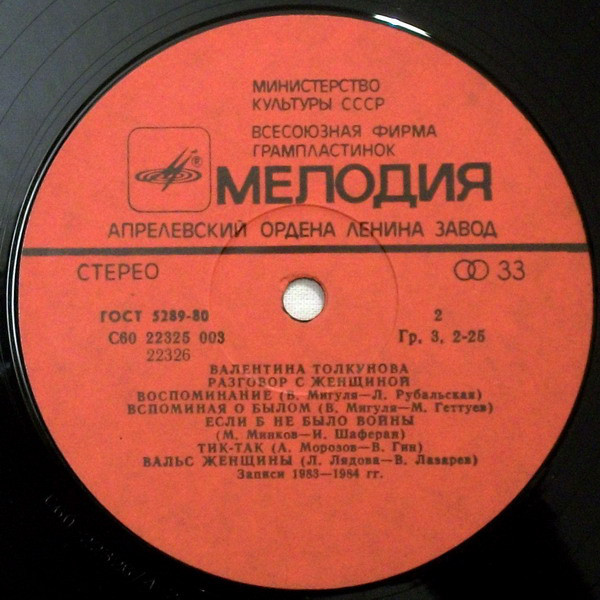 МИНИСТЕРСТВО
КУЛЬТУРЫ СССР
ВСЕСОЮЗНАЯ ФИРМА
ГРАМПЛАСТИНОК
® МЕЛОДИЯ
АПРЕЛЕВСКИЙ ОРДЕНА ЛЕНИНА ЗАВОД
СТЕРЕО 33
ГОСТ 5289-80 2
С60 22325 003 Гр. 3, 2-25
22326
ВАЛЕНТИНА ТОЛКУНОВА
РАЗГОВОР С ЖЕНЩИНОЙ
ВОСПОМИНАНИЕ (В. Мигуля—Л. Рубальская)
ВСПОМИНАЯ О БЫЛОМ (В. Мигуля—М. Геттуев)
ЕСЛИ Б НЕ БЫЛО ВОЙНЫ
(М. Минков—И. Шаферан)
ТИК-ТАК (А. Морозов—В. Гин)
ВАЛЬС ЖЕНЩИНЫ (Л. Лядова—В. Лазарев)
Записи 1983—1984 гг.